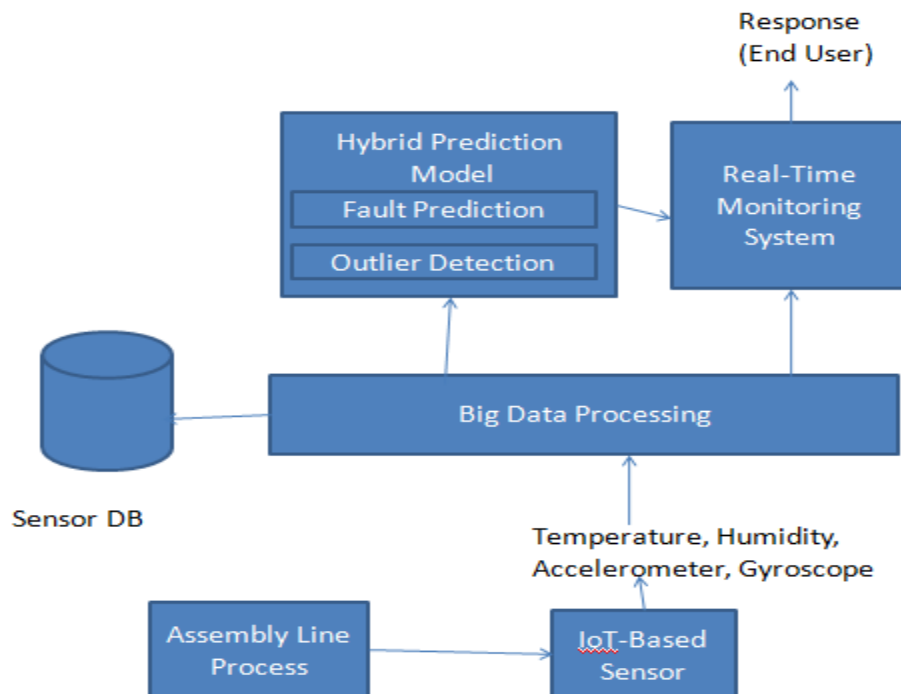 Response
(End User)
Hybrid Prediction
Model
Fault Prediction
Outlier Detection
Real-Time
Monitoring
System
Big Data Processing
Sensor DB
Temperature, Humidity,
Accelerometer, Gyroscope
Assembly Line
Process
IoT-Based
Sensor